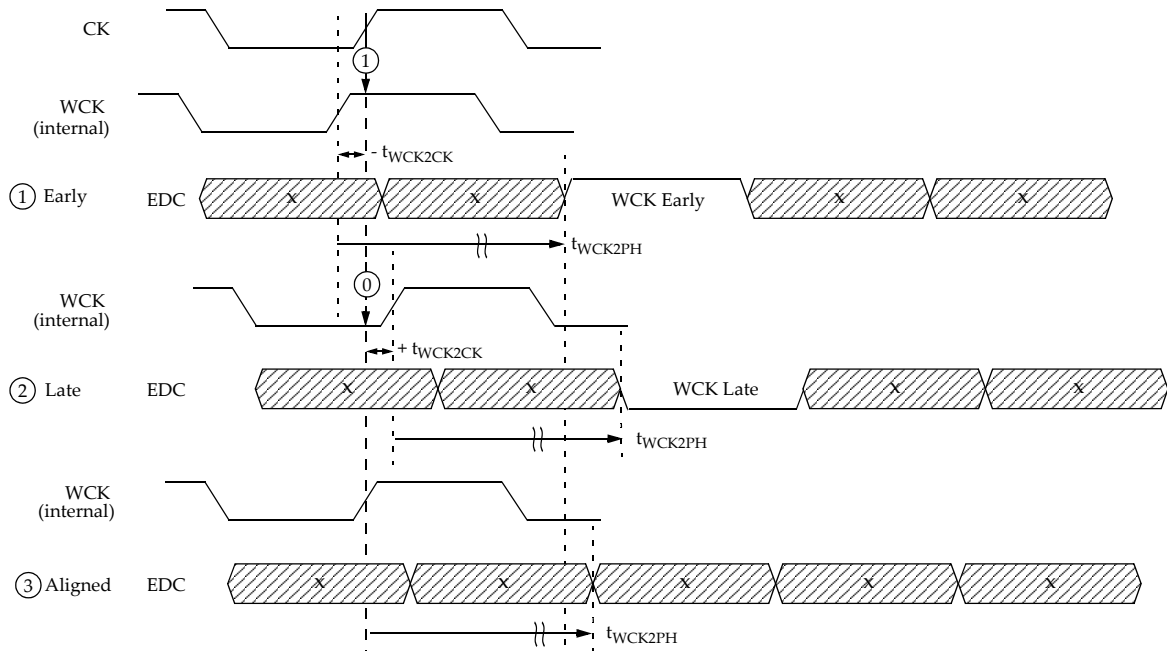 CK
1
WCK
(internal)
- tWCK2CK
1 Early EDC X X WCK Early X X
tWCK2PH
0
WCK
(internal)
+ tWCK2CK
2 Late EDC X X WCK Late X X
tWCK2PH
WCK
(internal)
3 Aligned EDC X X X X X
tWCK2PH